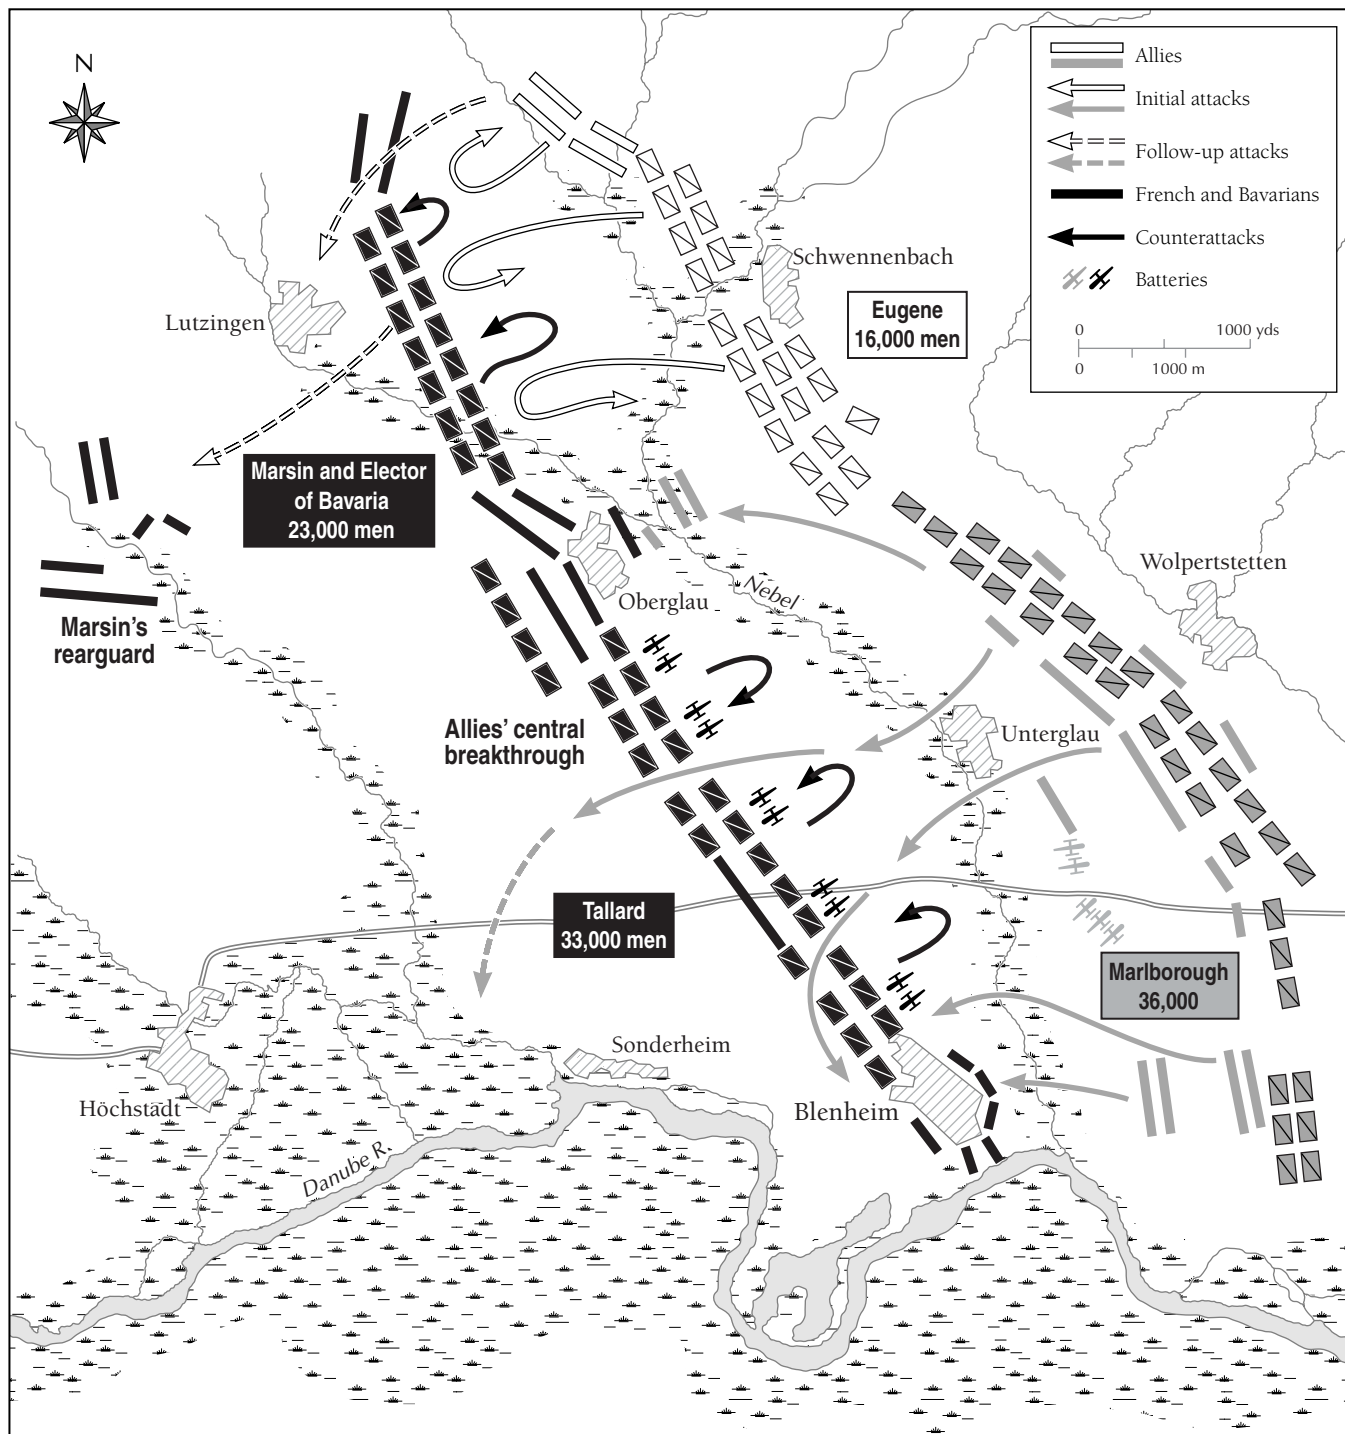 N
Allies
Initial attacks
Follow-up attacks
French and Bavarians
Counterattacks
Batteries
0 1000 yds
0 1000 m
Schwennenbach
Eugene
16,000 men
Lutzingen
Marsin and Elector
of Bavaria
23,000 men
Wolpertstetten
Nebel
Oberglau
Marsin's
rearguard
Allies' central
breakthrough
Unterglau
Tallard
33,000 men
Marlborough
36,000
Sonderheim
Höchstädt
Blenheim
Danube R.